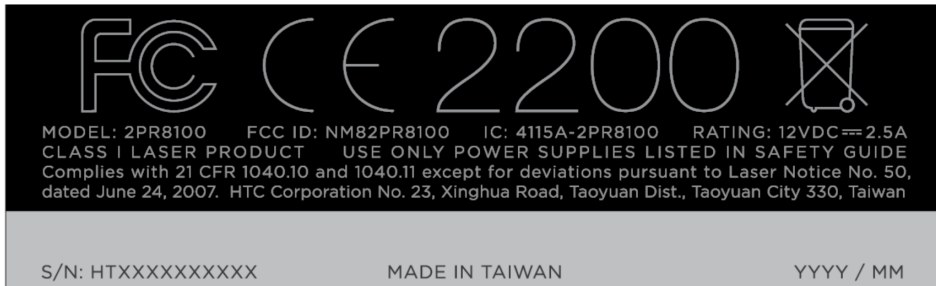 FC CE 2200
MODEL: 2PR8100 FCC ID: NM82PR8100 IC: 4115A-2PR8100 RATING: 12VDC⎓2.5A
CLASS I LASER PRODUCT USE ONLY POWER SUPPLIES LISTED IN SAFETY GUIDE
Complies with 21 CFR 1040.10 and 1040.11 except for deviations pursuant to Laser Notice No. 50,
dated June 24, 2007. HTC Corporation No. 23, Xinghua Road, Taoyuan Dist., Taoyuan City 330, Taiwan
S/N: HTXXXXXXXXXX MADE IN TAIWAN YYYY / MM